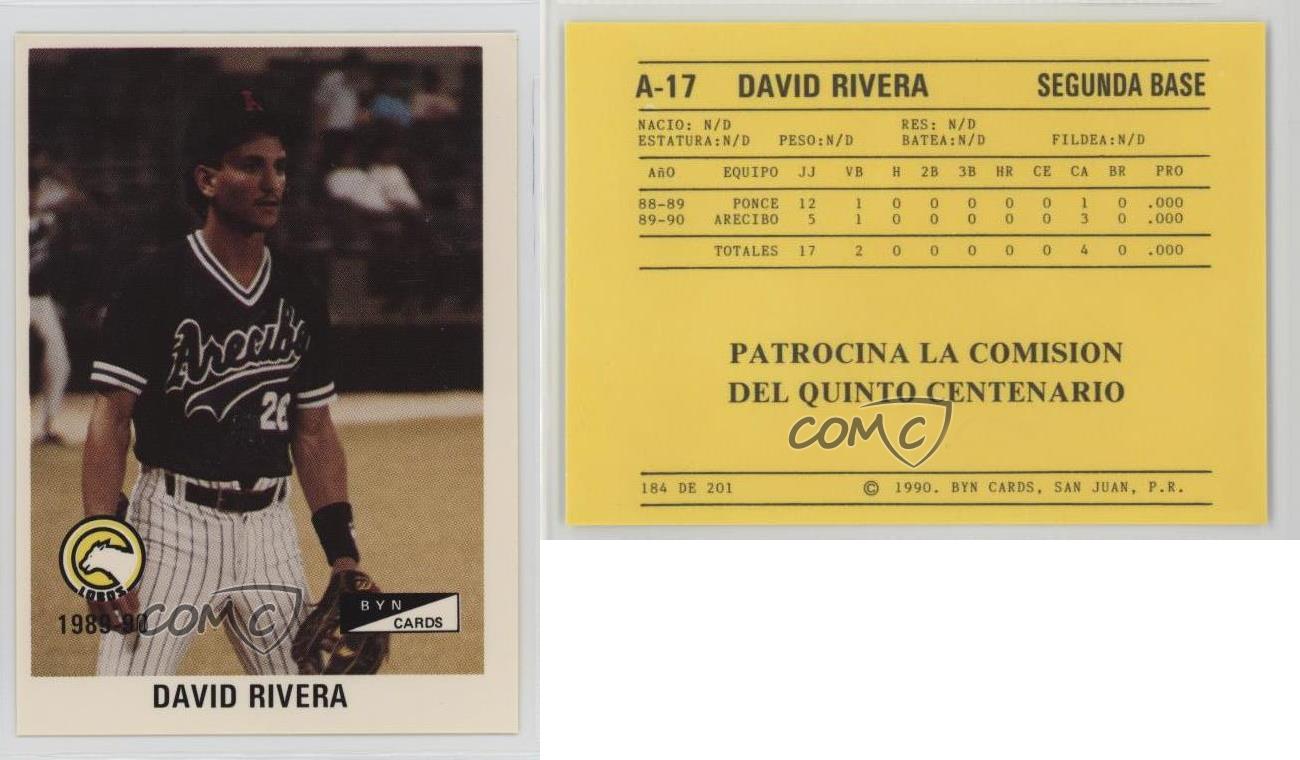 A
Arecibo
26
LOBOS
1989-90
BYN
CARDS
COMC
DAVID RIVERA
A-17 DAVID RIVERA SEGUNDA BASE
NACIO: N/D RES: N/D
ESTATURA:N/D PESO:N/D BATEA:N/D FILDEA:N/D
AñO EQUIPO JJ VB H 2B 3B HR CE CA BR PRO
88-89 PONCE 12 1 0 0 0 0 0 1 0 .000
89-90 ARECIBO 5 1 0 0 0 0 0 3 0 .000
TOTALES 17 2 0 0 0 0 0 4 0 .000
PATROCINA LA COMISION
DEL QUINTO CENTENARIO
COMC
184 DE 201 © 1990. BYN CARDS, SAN JUAN, P.R.